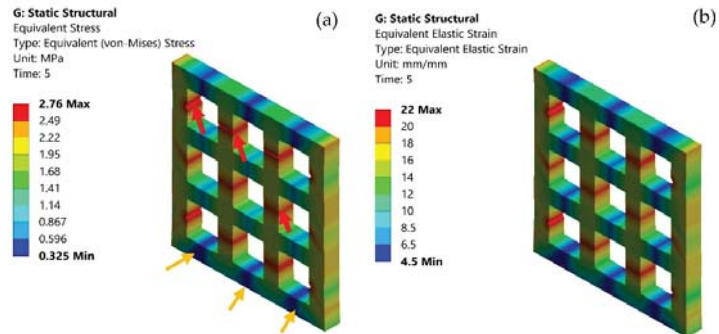 G: Static Structural
Equivalent Stress
Type: Equivalent (von-Mises) Stress
Unit: MPa
Time: 5
(a)
2.76 Max
2.49
2.22
1.95
1.68
1.41
1.14
0.867
0.596
0.325 Min
G: Static Structural
Equivalent Elastic Strain
Type: Equivalent Elastic Strain
Unit: mm/mm
Time: 5
(b)
22 Max
20
18
16
14
12
10
8.5
6.5
4.5 Min